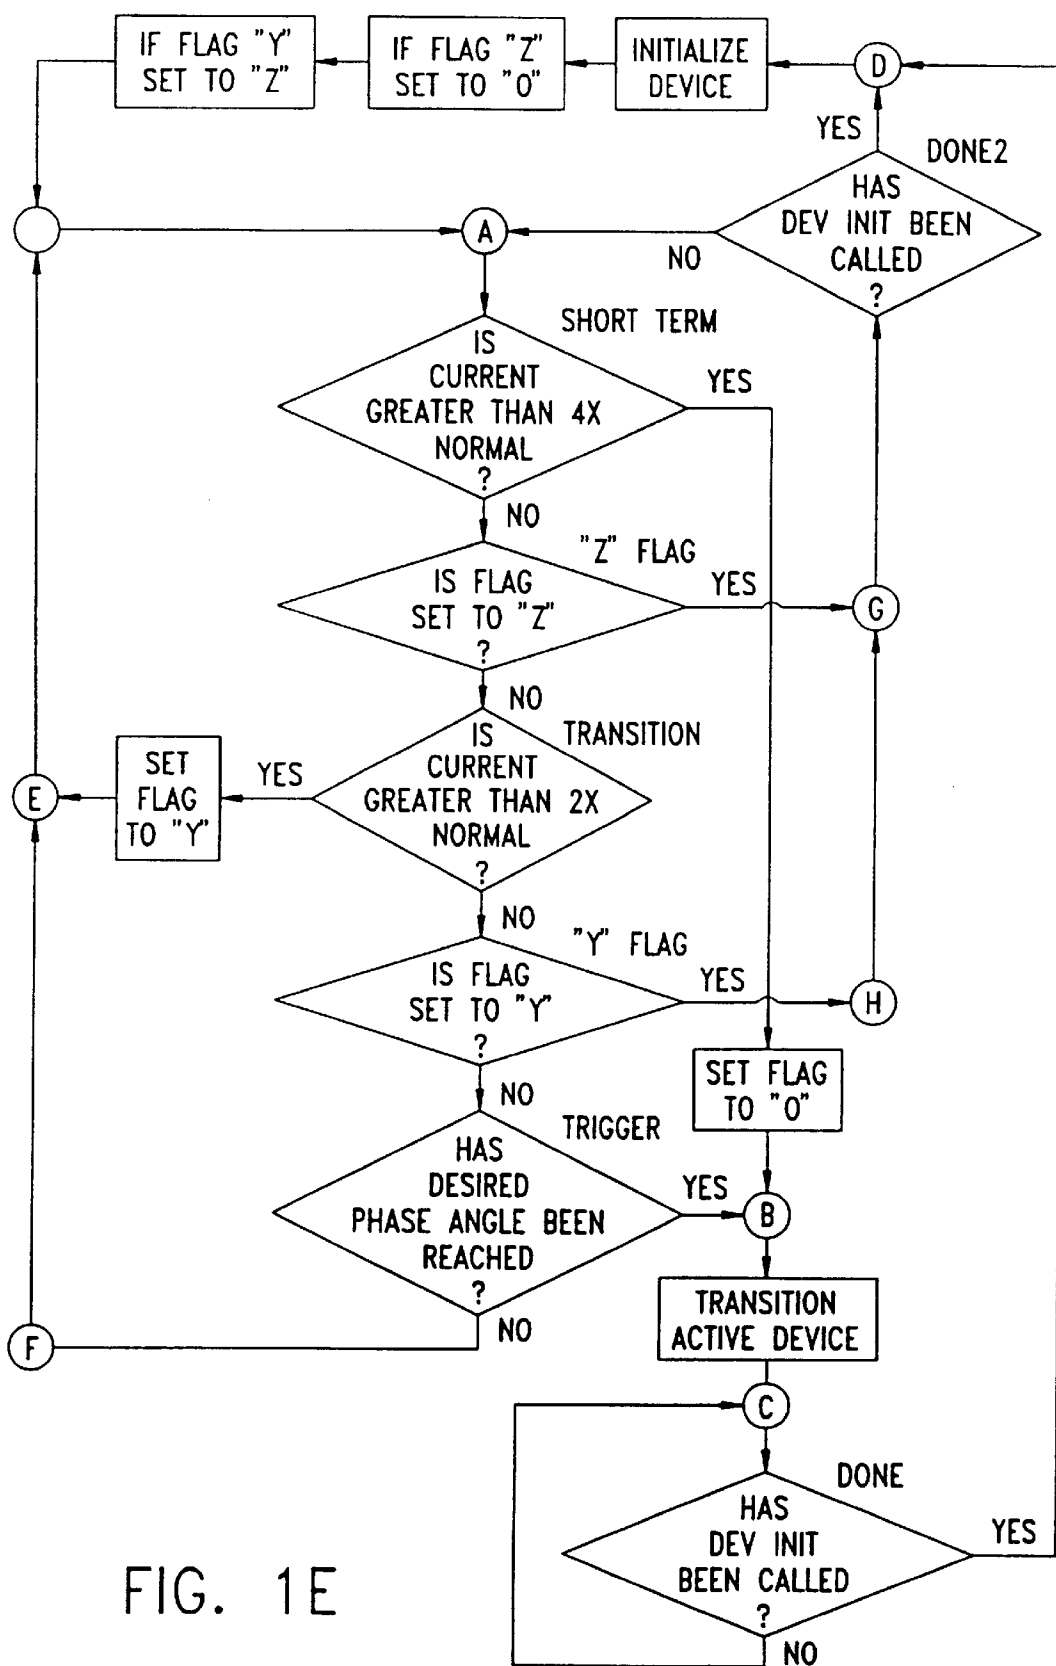 IF FLAG "Y"
SET TO "Z"
IF FLAG "Z"
SET TO "0"
INITIALIZE
DEVICE
D
YES
DONE2
HAS
DEV INIT BEEN
CALLED
?
NO
A
SHORT TERM
IS
CURRENT
GREATER THAN 4X
NORMAL
?
YES
NO
"Z" FLAG
IS FLAG
SET TO "Z"
?
YES
G
NO
TRANSITION
IS
CURRENT
GREATER THAN 2X
NORMAL
?
YES
SET
FLAG
TO "Y"
E
NO
"Y" FLAG
IS FLAG
SET TO "Y"
?
YES
H
NO
SET FLAG
TO "0"
TRIGGER
HAS
DESIRED
PHASE ANGLE BEEN
REACHED
?
YES
B
NO
F
TRANSITION
ACTIVE DEVICE
C
DONE
HAS
DEV INIT
BEEN CALLED
?
YES
NO
FIG. 1E